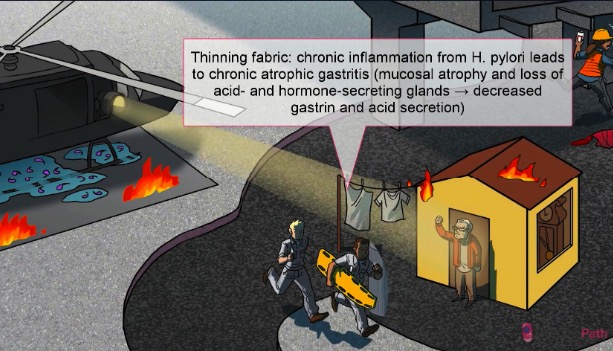 Thinning fabric: chronic inflammation from H. pylori leads
to chronic atrophic gastritis (mucosal atrophy and loss of
acid- and hormone-secreting glands → decreased
gastrin and acid secretion)
Path